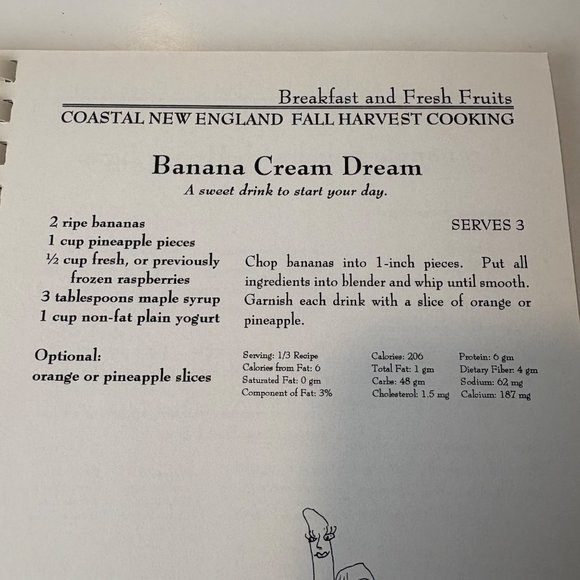 Breakfast and Fresh Fruits
COASTAL NEW ENGLAND FALL HARVEST COOKING
Banana Cream Dream
A sweet drink to start your day.
2 ripe bananas
1 cup pineapple pieces
½ cup fresh, or previously
frozen raspberries
3 tablespoons maple syrup
1 cup non-fat plain yogurt
Optional:
orange or pineapple slices
SERVES 3
Chop bananas into 1-inch pieces. Put all
ingredients into blender and whip until smooth.
Garnish each drink with a slice of orange or
pineapple.
Serving: 1/3 Recipe
Calories from Fat: 6
Saturated Fat: 0 gm
Component of Fat: 3%
Calories: 206
Total Fat: 1 gm
Carbs: 48 gm
Cholesterol: 1.5 mg
Protein: 6 gm
Dietary Fiber: 4 gm
Sodium: 62 mg
Calcium: 187 mg